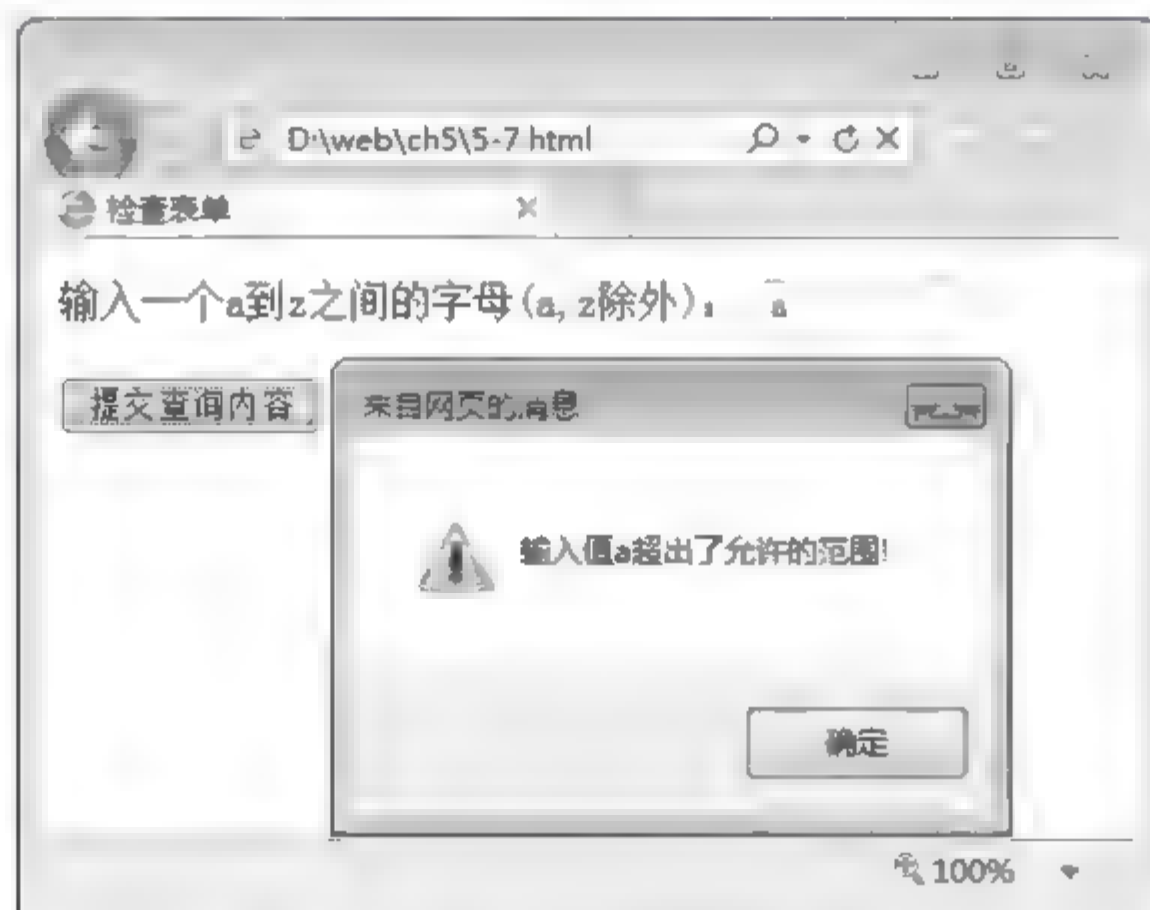 D:\web\ch5\5-7 html
检查表单
输入一个a到z之间的字母(a, z除外): a
提交查询内容
来自网页的消息
输入值a超出了允许的范围!
确定
100%